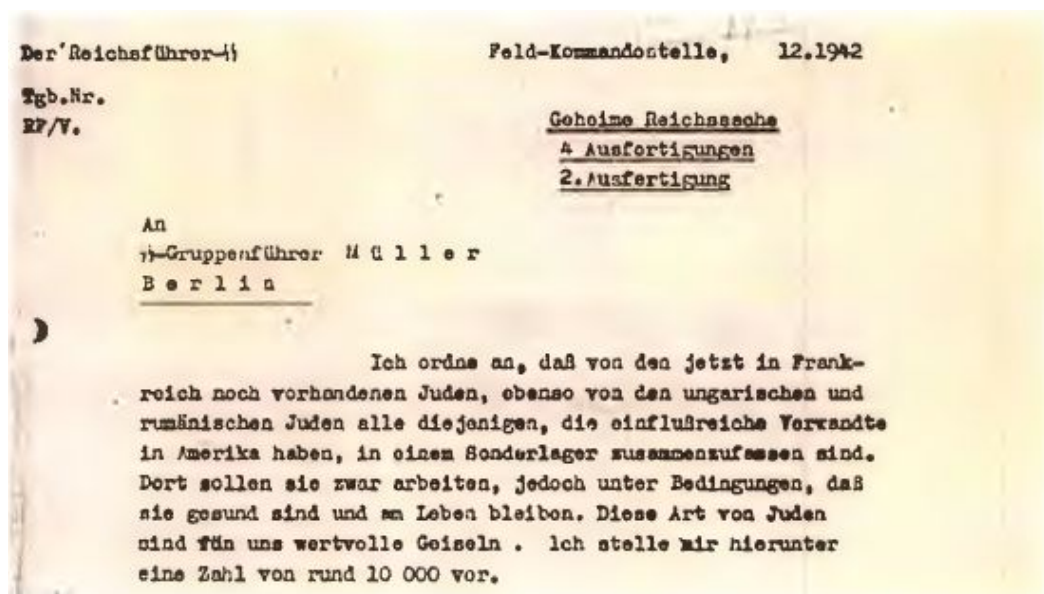 Der Reichsführer-SS
Feld-Kommandostelle, 12.1942
Tgb.Nr.
RF/V.
Geheime Reichssache
4 Ausfertigungen
2.Ausfertigung
An
SS-Gruppenführer M ü l l e r
B e r l i n
Ich ordne an, daß von den jetzt in Frank-
reich noch vorhandenen Juden, ebenso von den ungarischen und
rumänischen Juden alle diejenigen, die einflußreiche Verwandte
in Amerika haben, in einem Sonderlager zusammenzufassen sind.
Dort sollen sie zwar arbeiten, jedoch unter Bedingungen, daß
sie gesund sind und am Leben bleiben. Diese Art von Juden
sind für uns wertvolle Geiseln . Ich stelle mir hierunter
eine Zahl von rund 10 000 vor.